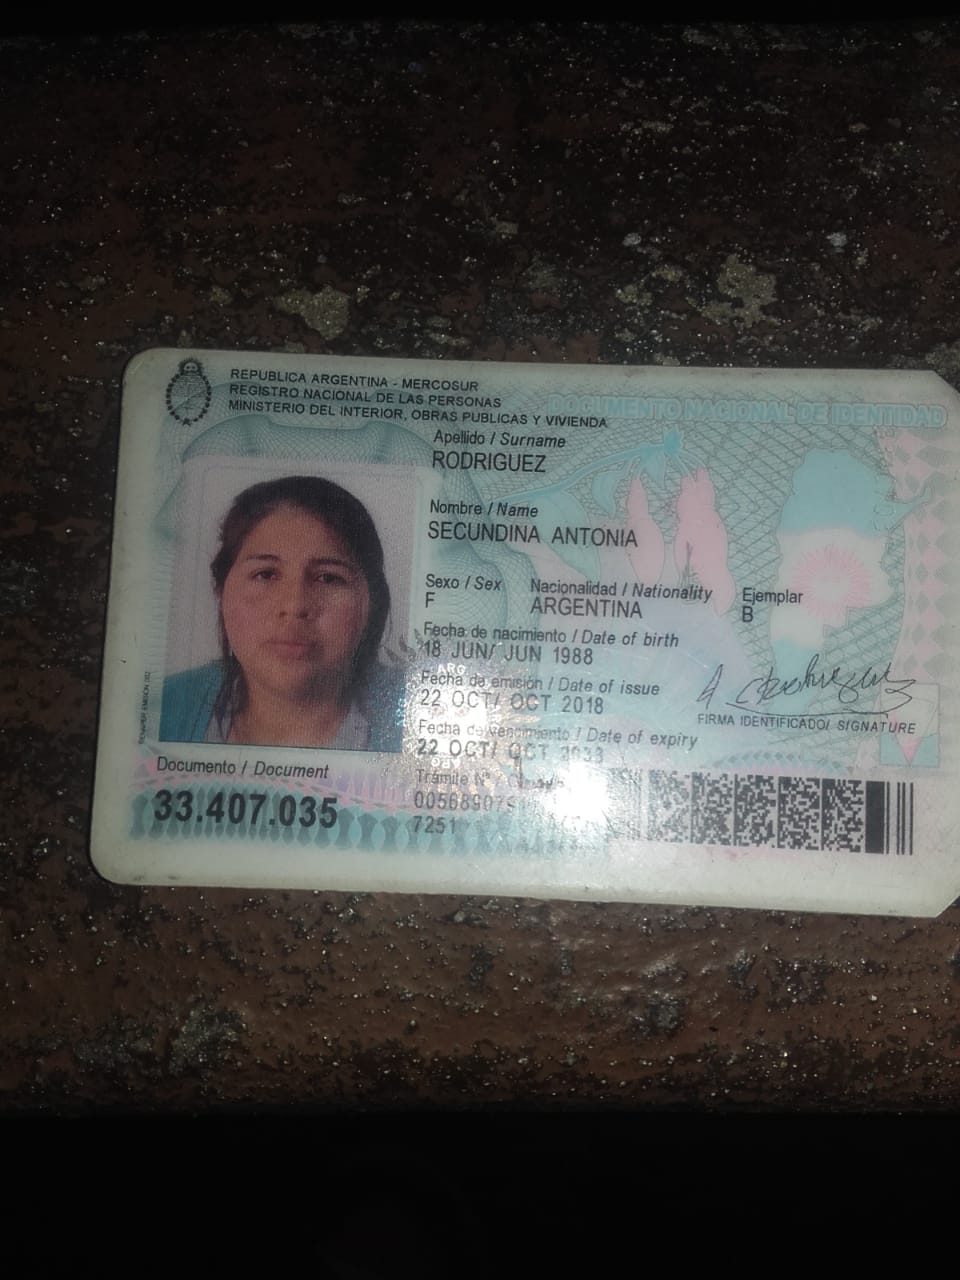 REPUBLICA ARGENTINA - MERCOSUR
REGISTRO NACIONAL DE LAS PERSONAS
MINISTERIO DEL INTERIOR, OBRAS PUBLICAS Y VIVIENDA
DOCUMENTO NACIONAL DE IDENTIDAD
Apellido / Surname
RODRIGUEZ
Nombre / Name
SECUNDINA ANTONIA
Sexo / Sex
F
Nacionalidad / Nationality
ARGENTINA
Ejemplar
B
Fecha de nacimiento / Date of birth
18 JUN/ JUN 1988
ARG
Fecha de emisión / Date of issue
22 OCT/ OCT 2018
FIRMA IDENTIFICADO/ SIGNATURE
Fecha de vencimiento / Date of expiry
22 OCT/ OCT 2033
Documento / Document
33.407.035
Trámite Nº
7251